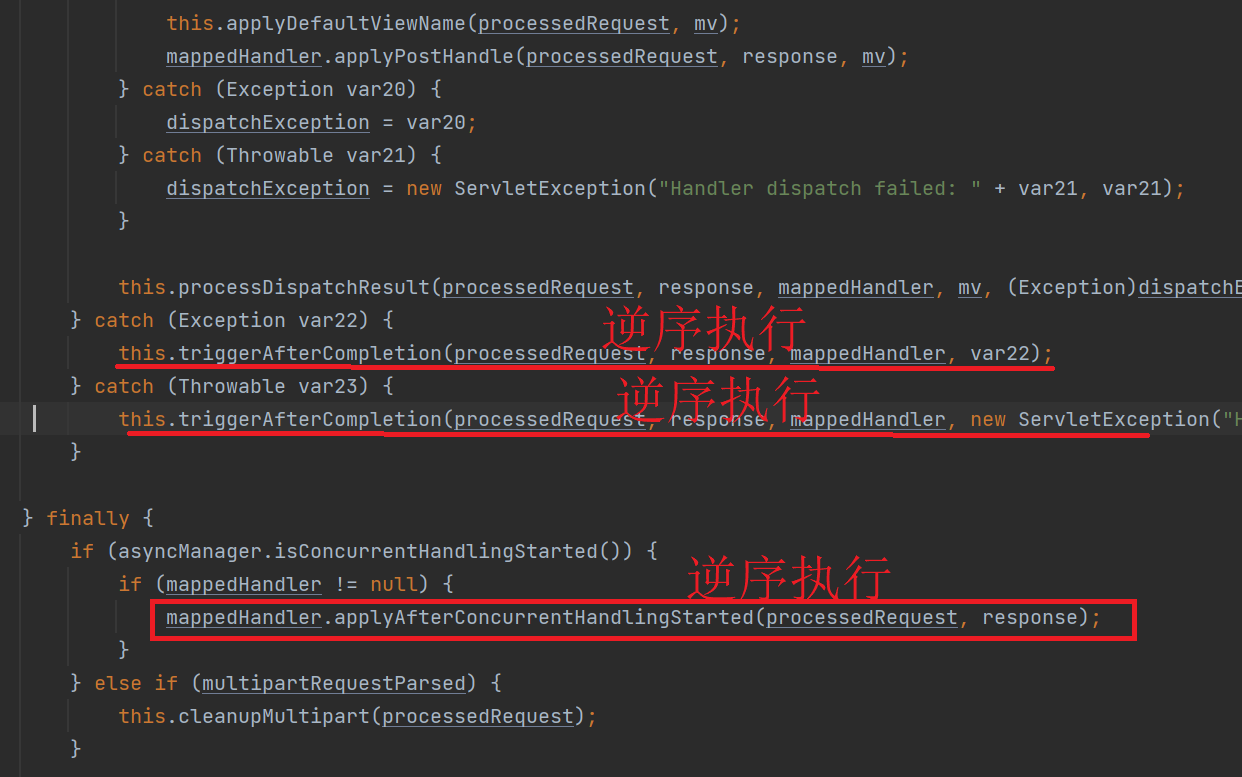 this.applyDefaultViewName(processedRequest, mv);
mappedHandler.applyPostHandle(processedRequest, response, mv);
} catch (Exception var20) {
dispatchException = var20;
} catch (Throwable var21) {
dispatchException = new ServletException("Handler dispatch failed: " + var21, var21);
}
this.processDispatchResult(processedRequest, response, mappedHandler, mv, (Exception)dispatchE
} catch (Exception var22) {
逆序执行
this.triggerAfterCompletion(processedRequest, response, mappedHandler, var22);
} catch (Throwable var23) {
逆序执行
this.triggerAfterCompletion(processedRequest, response, mappedHandler, new ServletException("H
}
} finally {
if (asyncManager.isConcurrentHandlingStarted()) {
逆序执行
if (mappedHandler != null) {
mappedHandler.applyAfterConcurrentHandlingStarted(processedRequest, response);
}
} else if (multipartRequestParsed) {
this.cleanupMultipart(processedRequest);
}